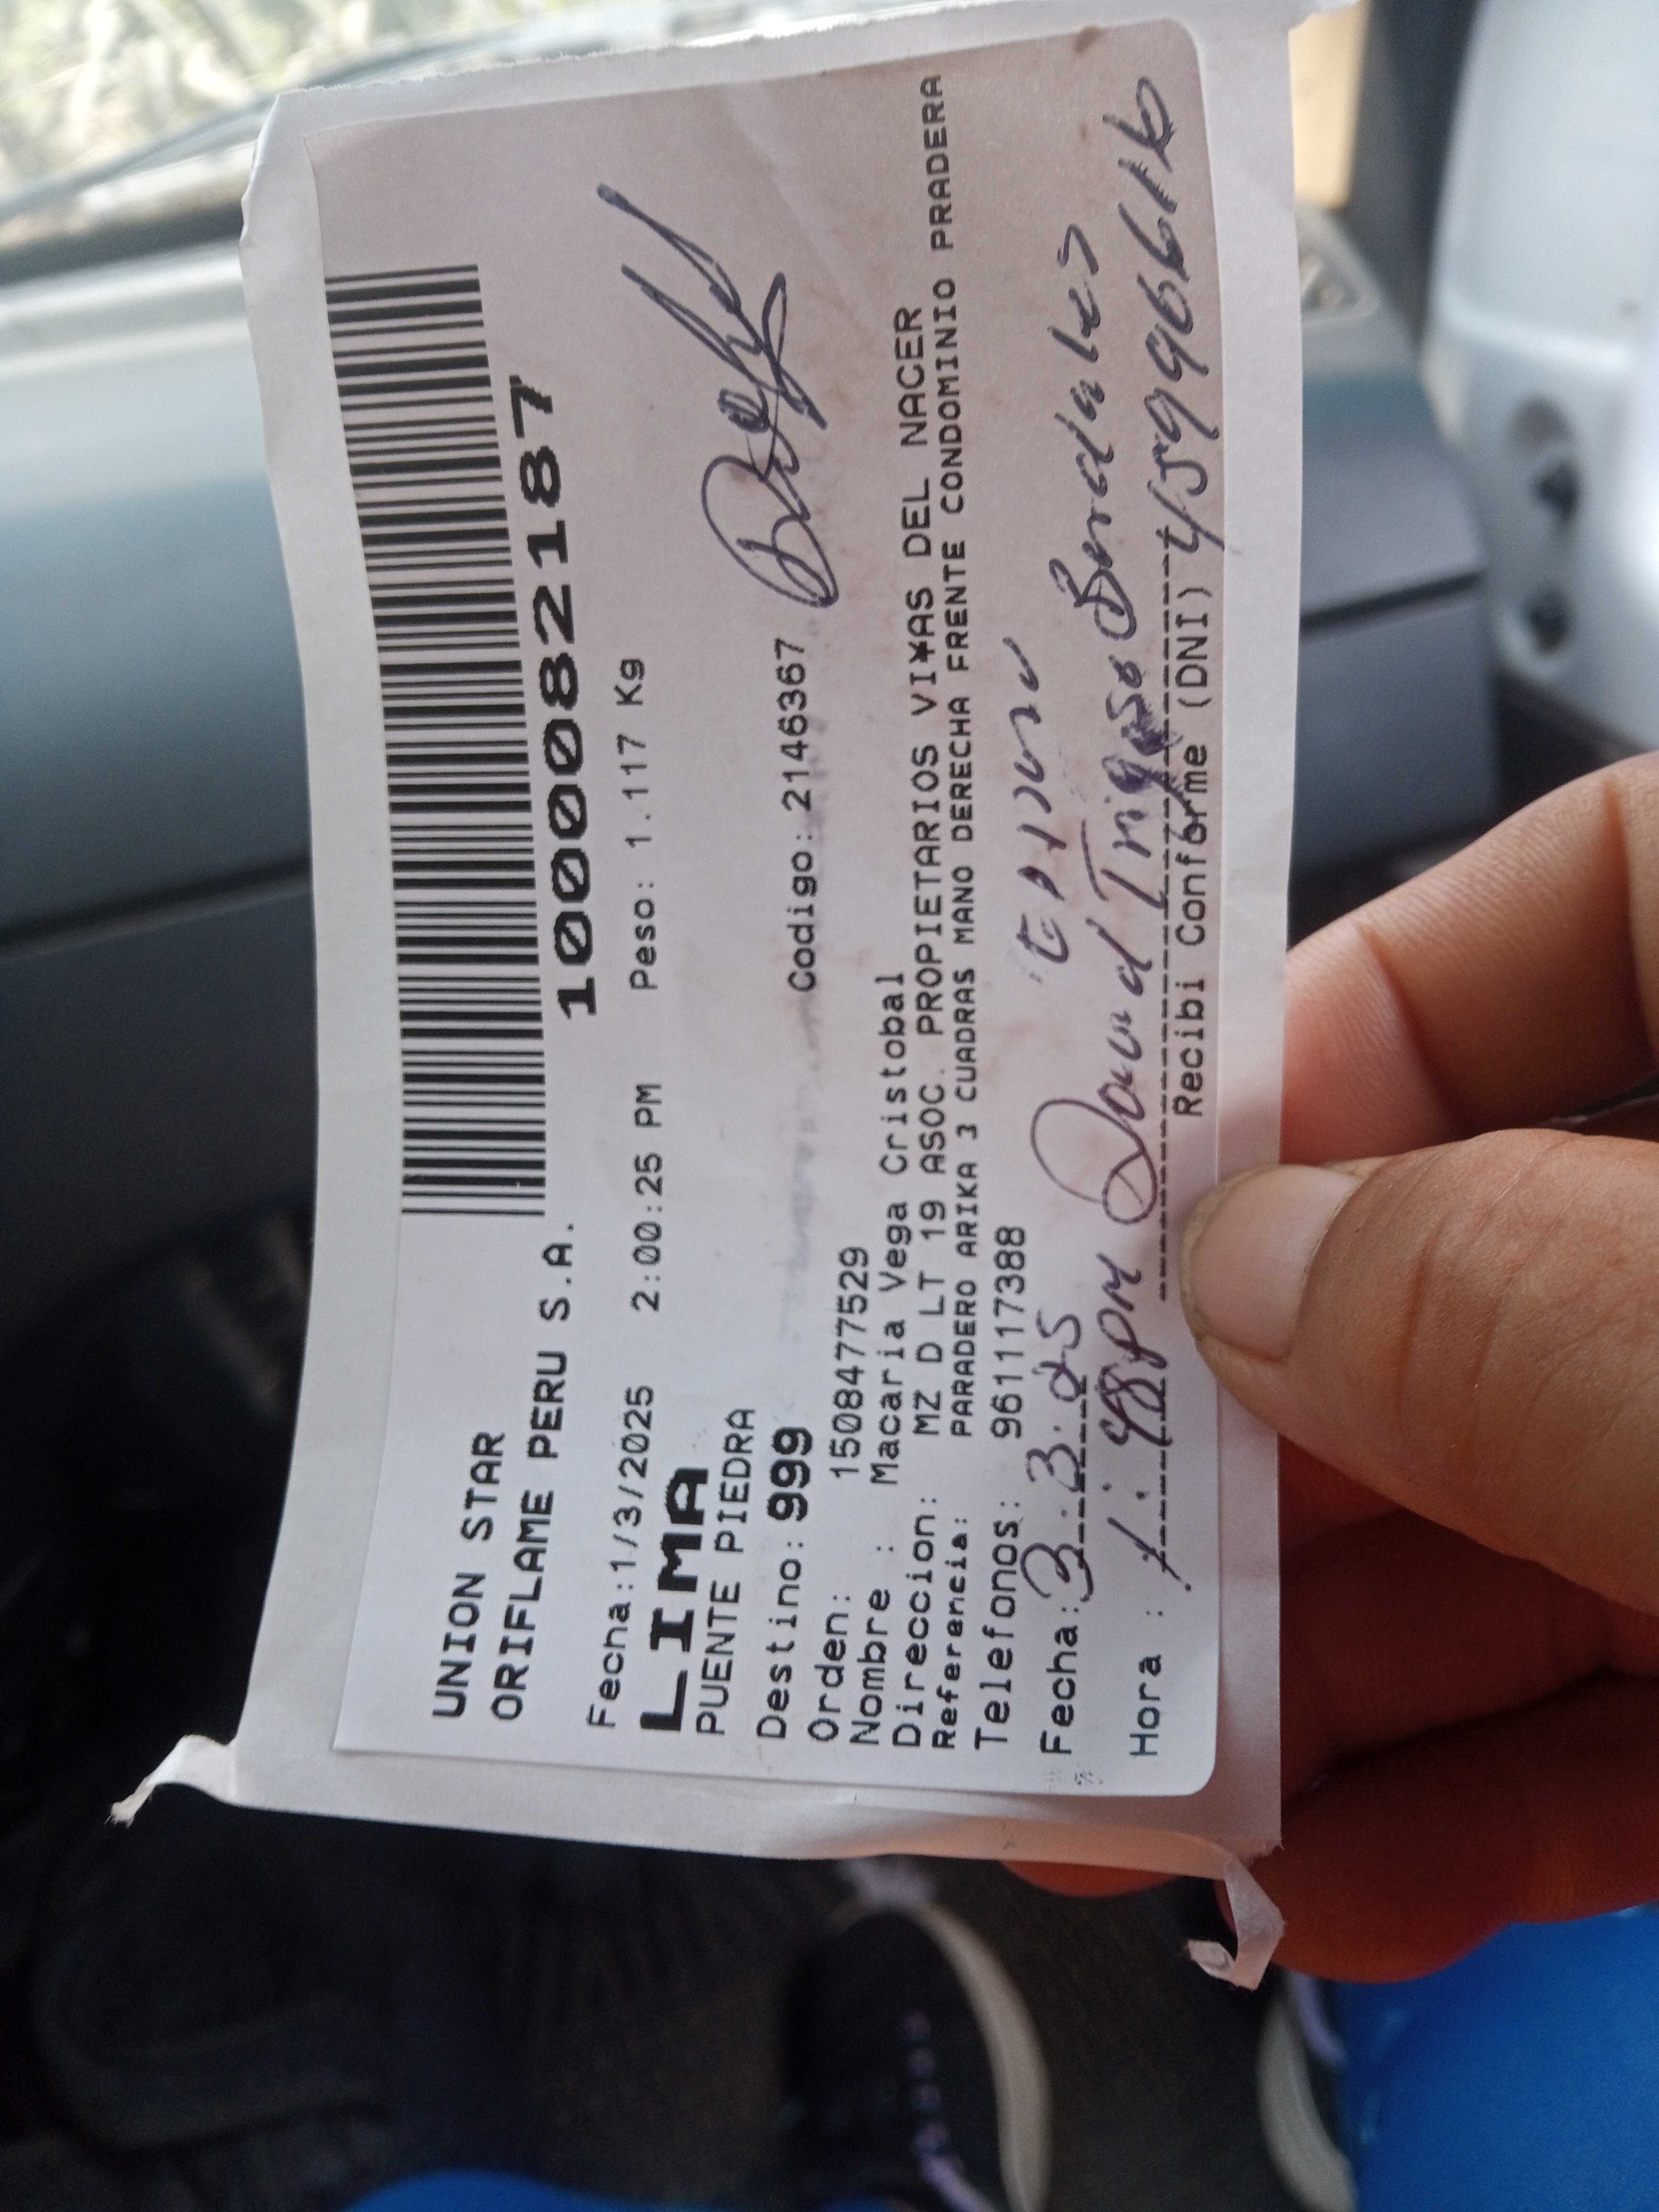 UNION STAR
ORIFLAME PERU S.A.
1000082187
Fecha:1/3/2025 2:00:25 PM Peso: 1.117 Kg
LIMA
PUENTE PIEDRA
Destino: 999 Codigo: 2146367
Orden: 1508477529
Nombre : Macaria Vega Cristobal
Direccion: MZ D LT 19 ASOC. PROPIETARIOS VI¥AS DEL NACER
Referencia: PARADERO ARIKA 3 CUADRAS MANO DERECHA FRENTE CONDOMINIO PRADERA
Telefonos: 961117388
Fecha: 3.3.25
Hora : 1:48pm David Trigoso
Recibi Conforme (DNI)